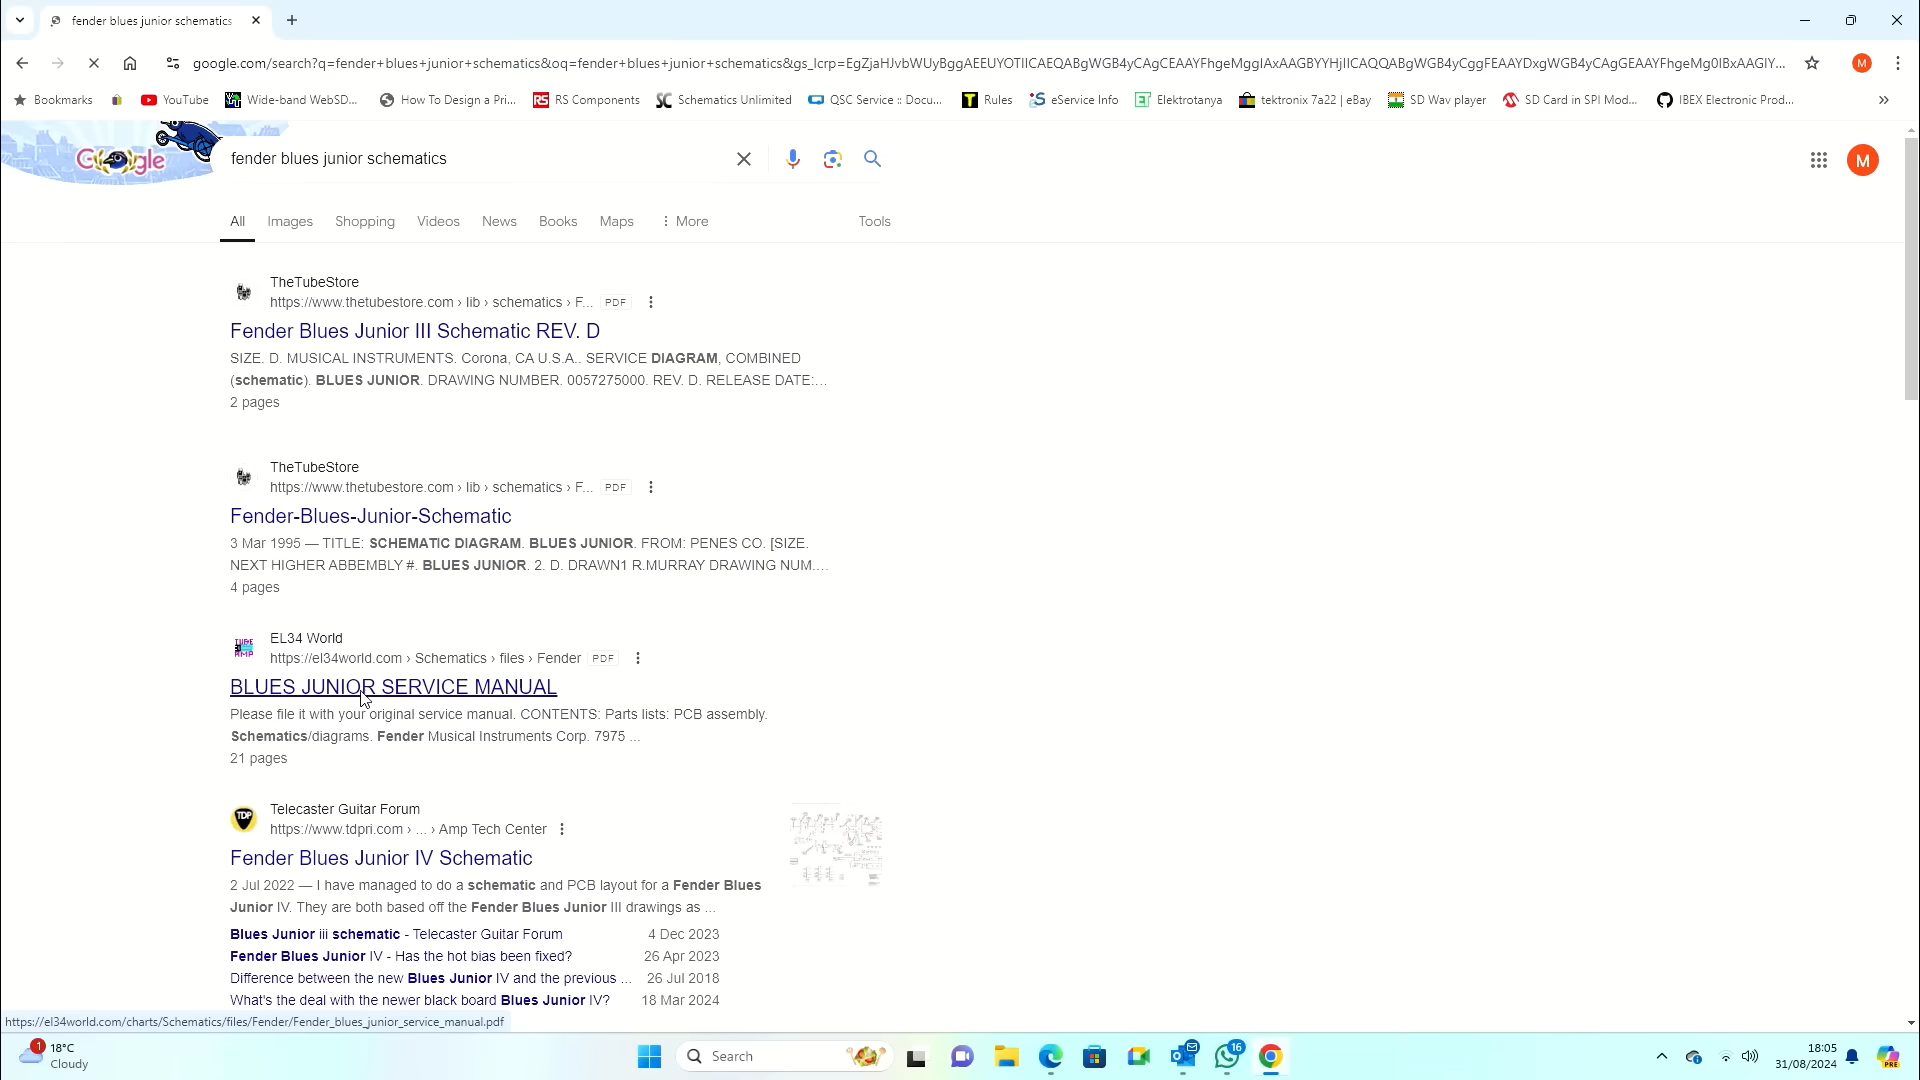 fender blues junior schematics
google.com/search?q=fender+blues+junior+schematics&oq=fender+blues+junior+schematics&gs_lcrp=EgZjaHJvbWUyBggAEEUYOTIICAEQABgWGB4yCAgCEAAYFhgeMggIAxAAGBYYHjIICAQQABgWGB4yCggFEAAYDxgWGB4yCAgGEAAYFhgeMg0IBxAAGIY...
Bookmarks
YouTube
Wide-band WebSD...
How To Design a Pri...
RS Components
Schematics Unlimited
QSC Service :: Docu...
Rules
eService Info
Elektrotanya
tektronix 7a22 | eBay
SD Wav player
SD Card in SPI Mod...
IBEX Electronic Prod...
»
Google
fender blues junior schematics
M
All Images Shopping Videos News Books Maps More Tools
TheTubeStore
https://www.thetubestore.com › lib › schematics › F... PDF
Fender Blues Junior III Schematic REV. D
SIZE. D. MUSICAL INSTRUMENTS. Corona, CA U.S.A.. SERVICE DIAGRAM, COMBINED
(schematic). BLUES JUNIOR. DRAWING NUMBER. 0057275000. REV. D. RELEASE DATE:...
2 pages
TheTubeStore
https://www.thetubestore.com › lib › schematics › F... PDF
Fender-Blues-Junior-Schematic
3 Mar 1995 — TITLE: SCHEMATIC DIAGRAM. BLUES JUNIOR. FROM: PENES CO. [SIZE.
NEXT HIGHER ABBEMBLY #. BLUES JUNIOR. 2. D. DRAWN1 R.MURRAY DRAWING NUM....
4 pages
EL34 World
https://el34world.com › Schematics › files › Fender PDF
BLUES JUNIOR SERVICE MANUAL
Please file it with your original service manual. CONTENTS: Parts lists: PCB assembly.
Schematics/diagrams. Fender Musical Instruments Corp. 7975 ...
21 pages
TDP
Telecaster Guitar Forum
https://www.tdpri.com › ... › Amp Tech Center
Fender Blues Junior IV Schematic
2 Jul 2022 — I have managed to do a schematic and PCB layout for a Fender Blues
Junior IV. They are both based off the Fender Blues Junior III drawings as ...
Blues Junior iii schematic - Telecaster Guitar Forum 4 Dec 2023
Fender Blues Junior IV - Has the hot bias been fixed? 26 Apr 2023
Difference between the new Blues Junior IV and the previous ... 26 Jul 2018
What's the deal with the newer black board Blues Junior IV? 18 Mar 2024
https://el34world.com/charts/Schematics/files/Fender/Fender_blues_junior_service_manual.pdf
1
18°C
Cloudy
Search
16
PRE
18:05
31/08/2024